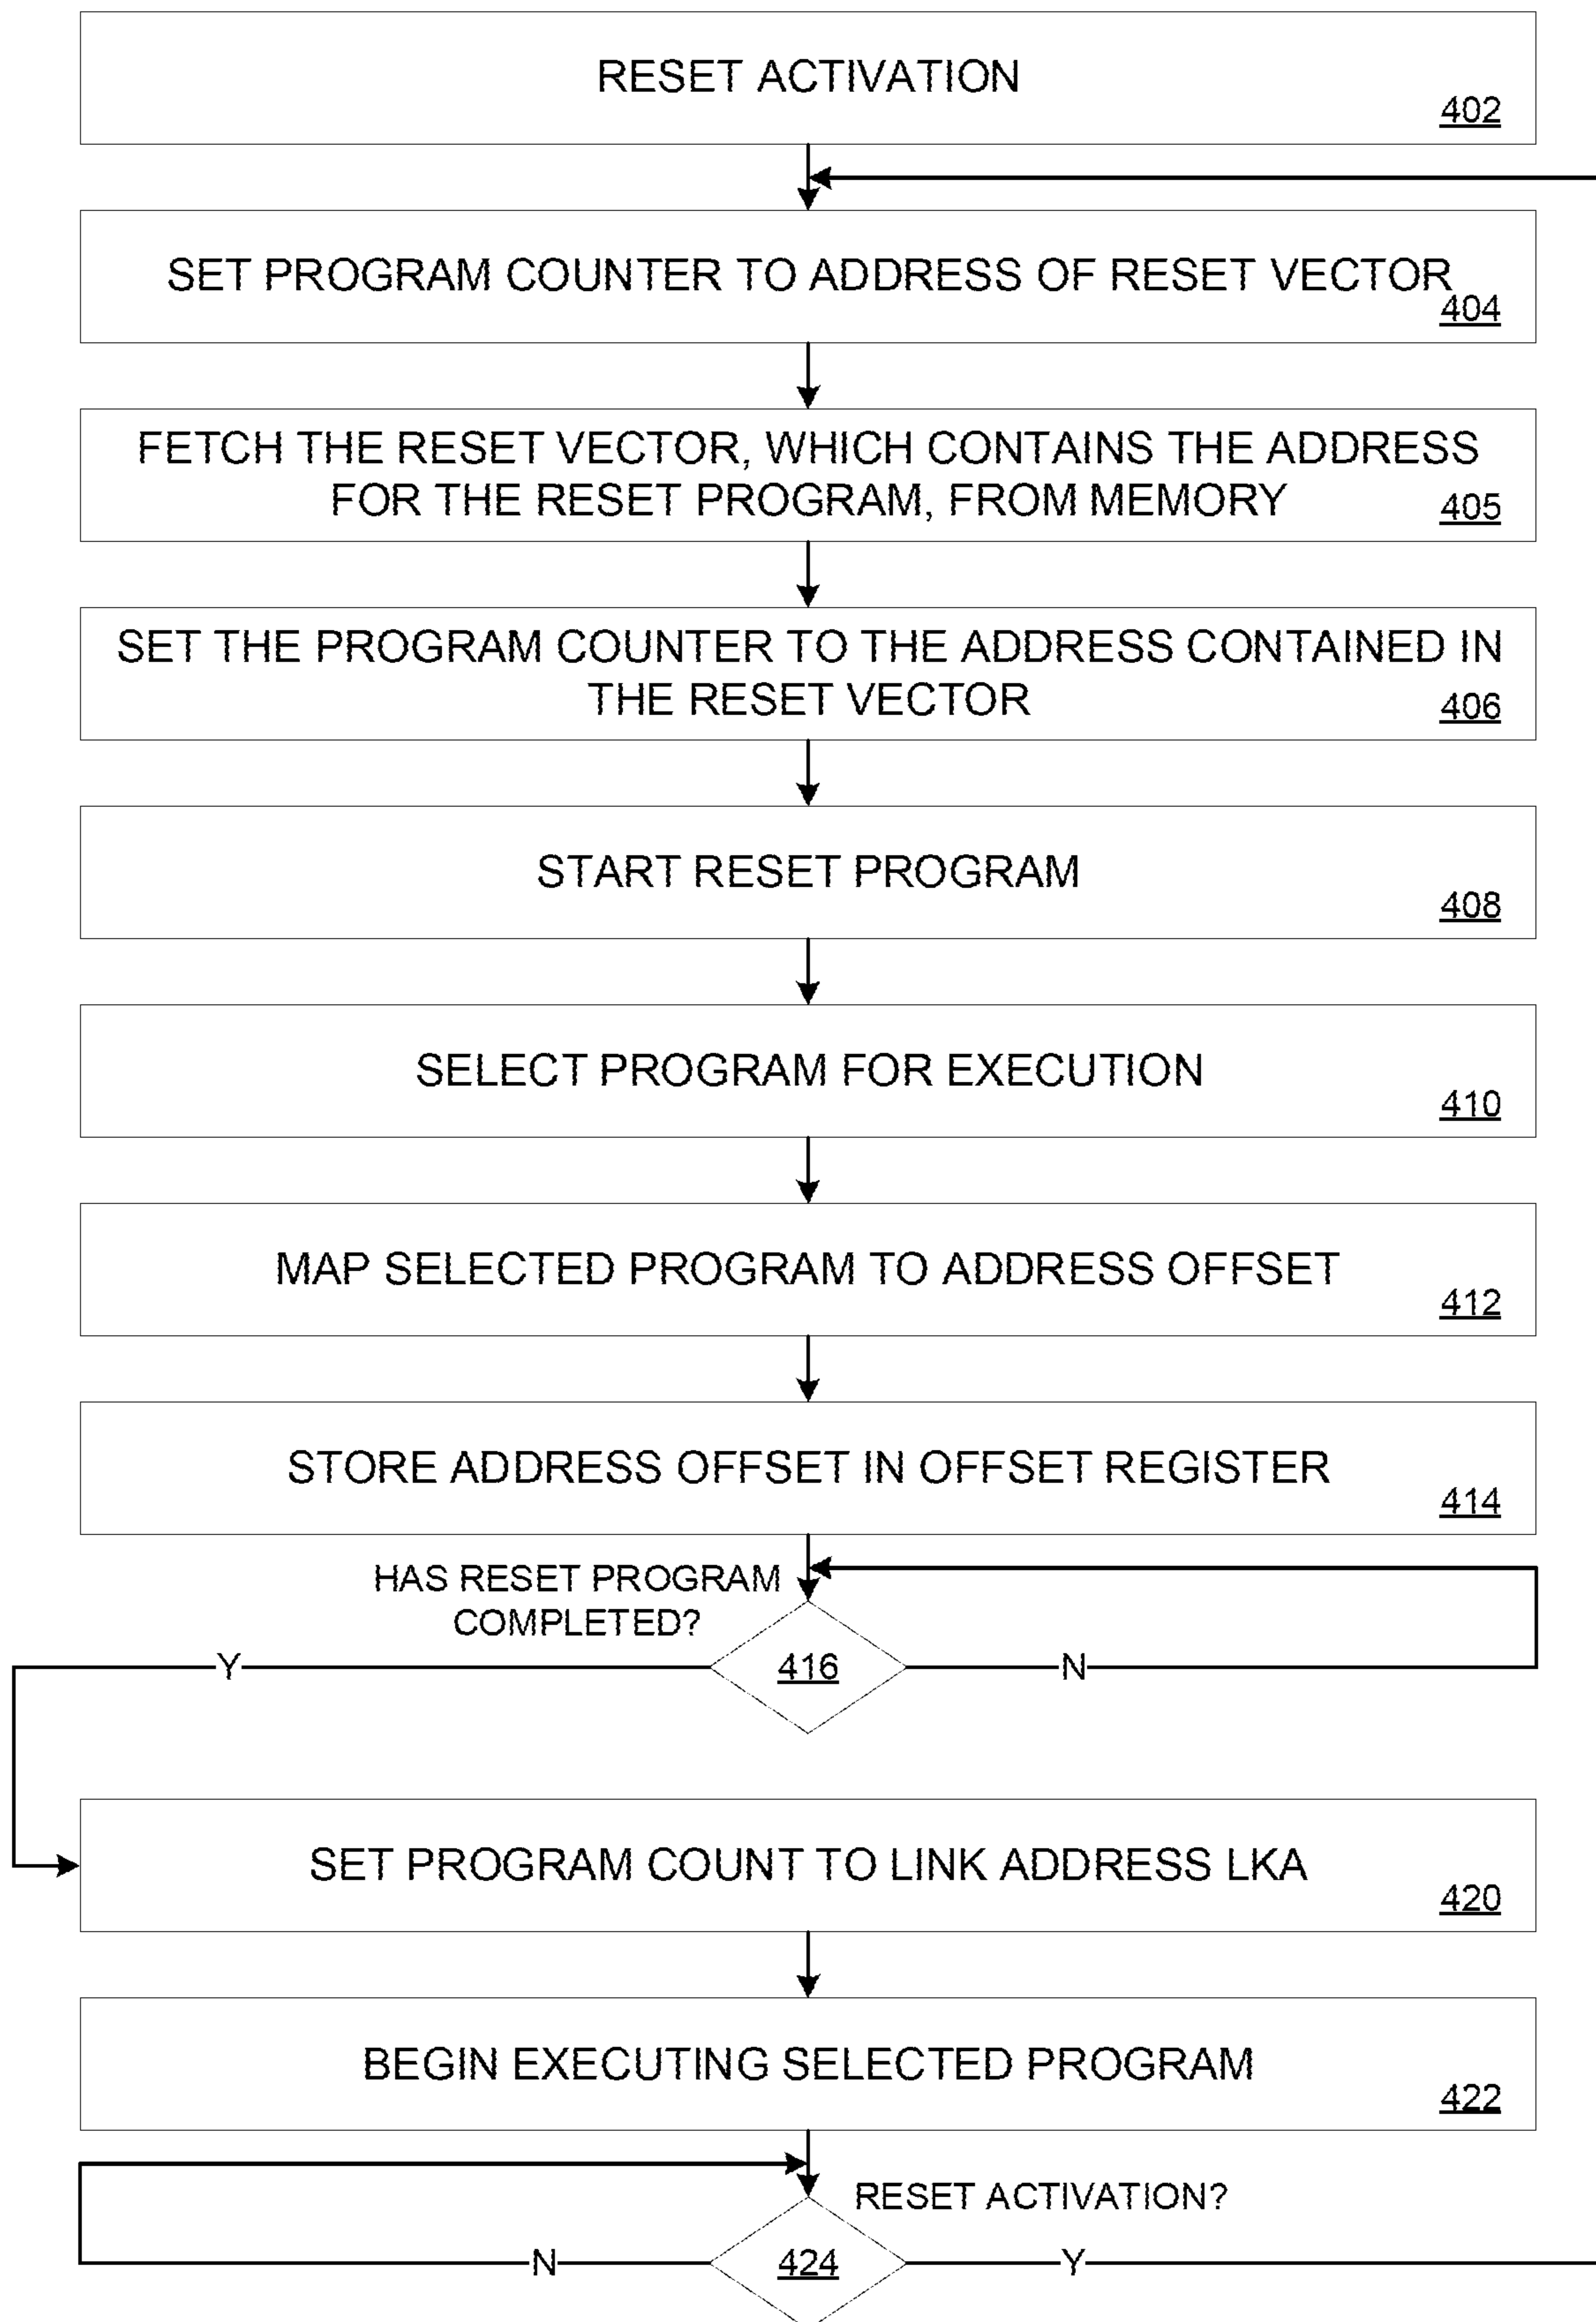 RESET ACTIVATION
402
SET PROGRAM COUNTER TO ADDRESS OF RESET VECTOR
404
FETCH THE RESET VECTOR, WHICH CONTAINS THE ADDRESS
FOR THE RESET PROGRAM, FROM MEMORY
405
SET THE PROGRAM COUNTER TO THE ADDRESS CONTAINED IN
THE RESET VECTOR
406
START RESET PROGRAM
408
SELECT PROGRAM FOR EXECUTION
410
MAP SELECTED PROGRAM TO ADDRESS OFFSET
412
STORE ADDRESS OFFSET IN OFFSET REGISTER
414
HAS RESET PROGRAM
COMPLETED?
Y
416
N
SET PROGRAM COUNT TO LINK ADDRESS LKA
420
BEGIN EXECUTING SELECTED PROGRAM
422
RESET ACTIVATION?
N
424
Y